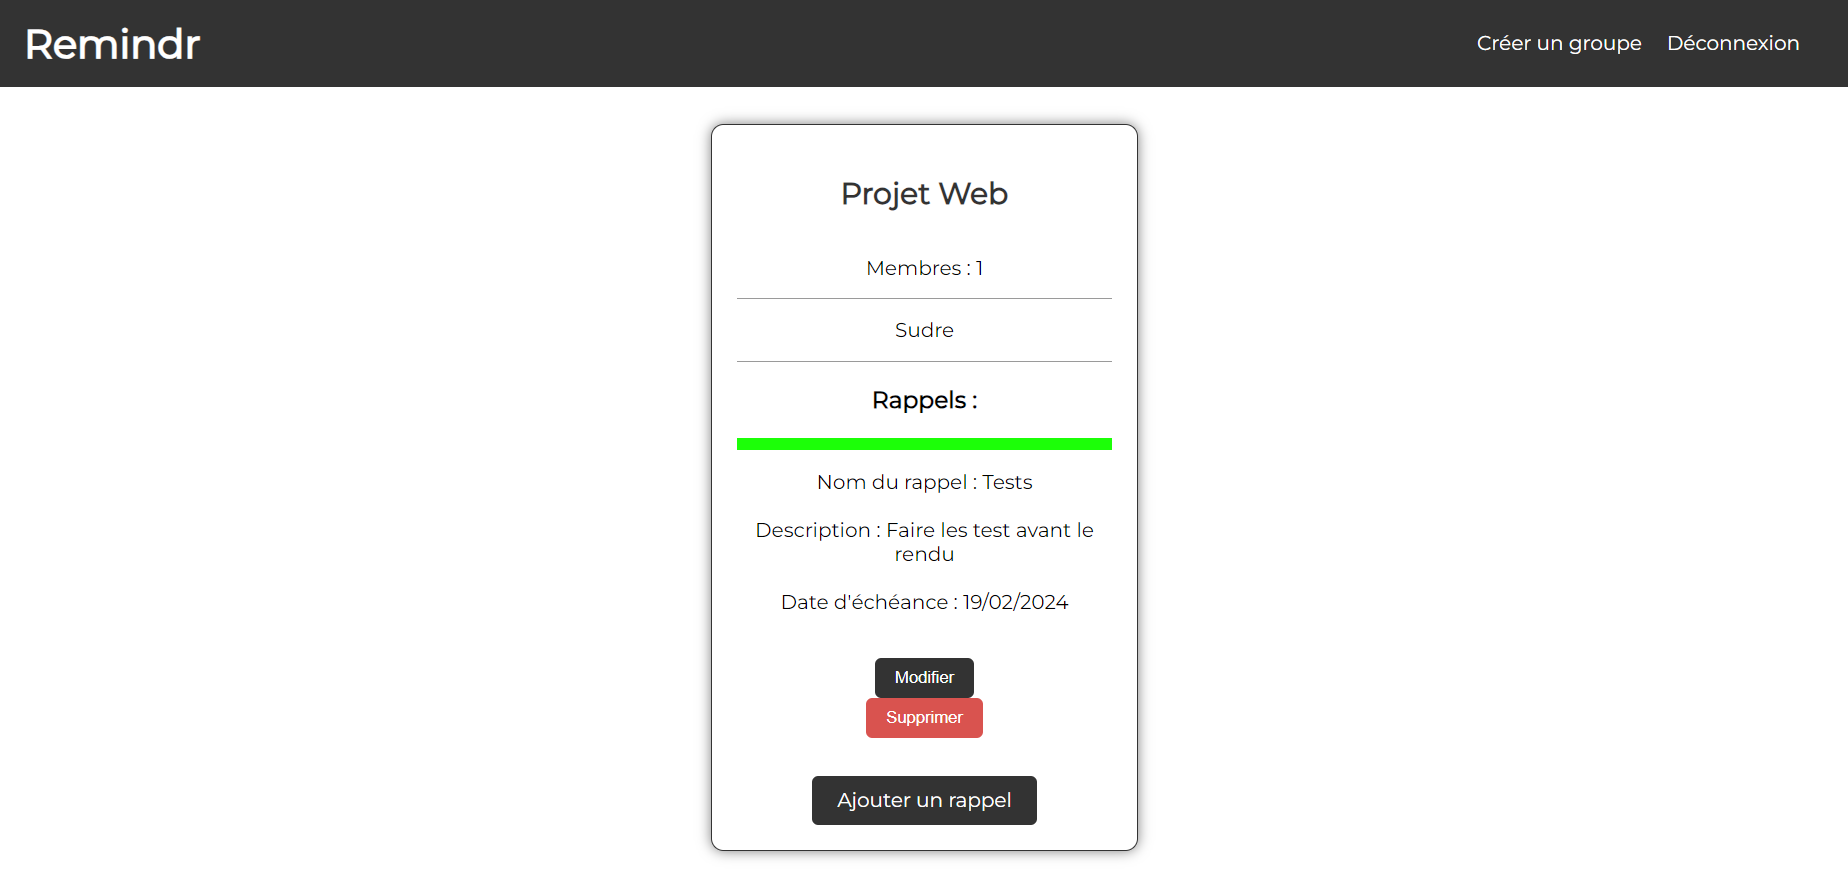 Remindr
Créer un groupe
Déconnexion
Projet Web
Membres : 1
Sudre
Rappels :
Nom du rappel : Tests
Description : Faire les test avant le
rendu
Date d'échéance : 19/02/2024
Modifier
Supprimer
Ajouter un rappel